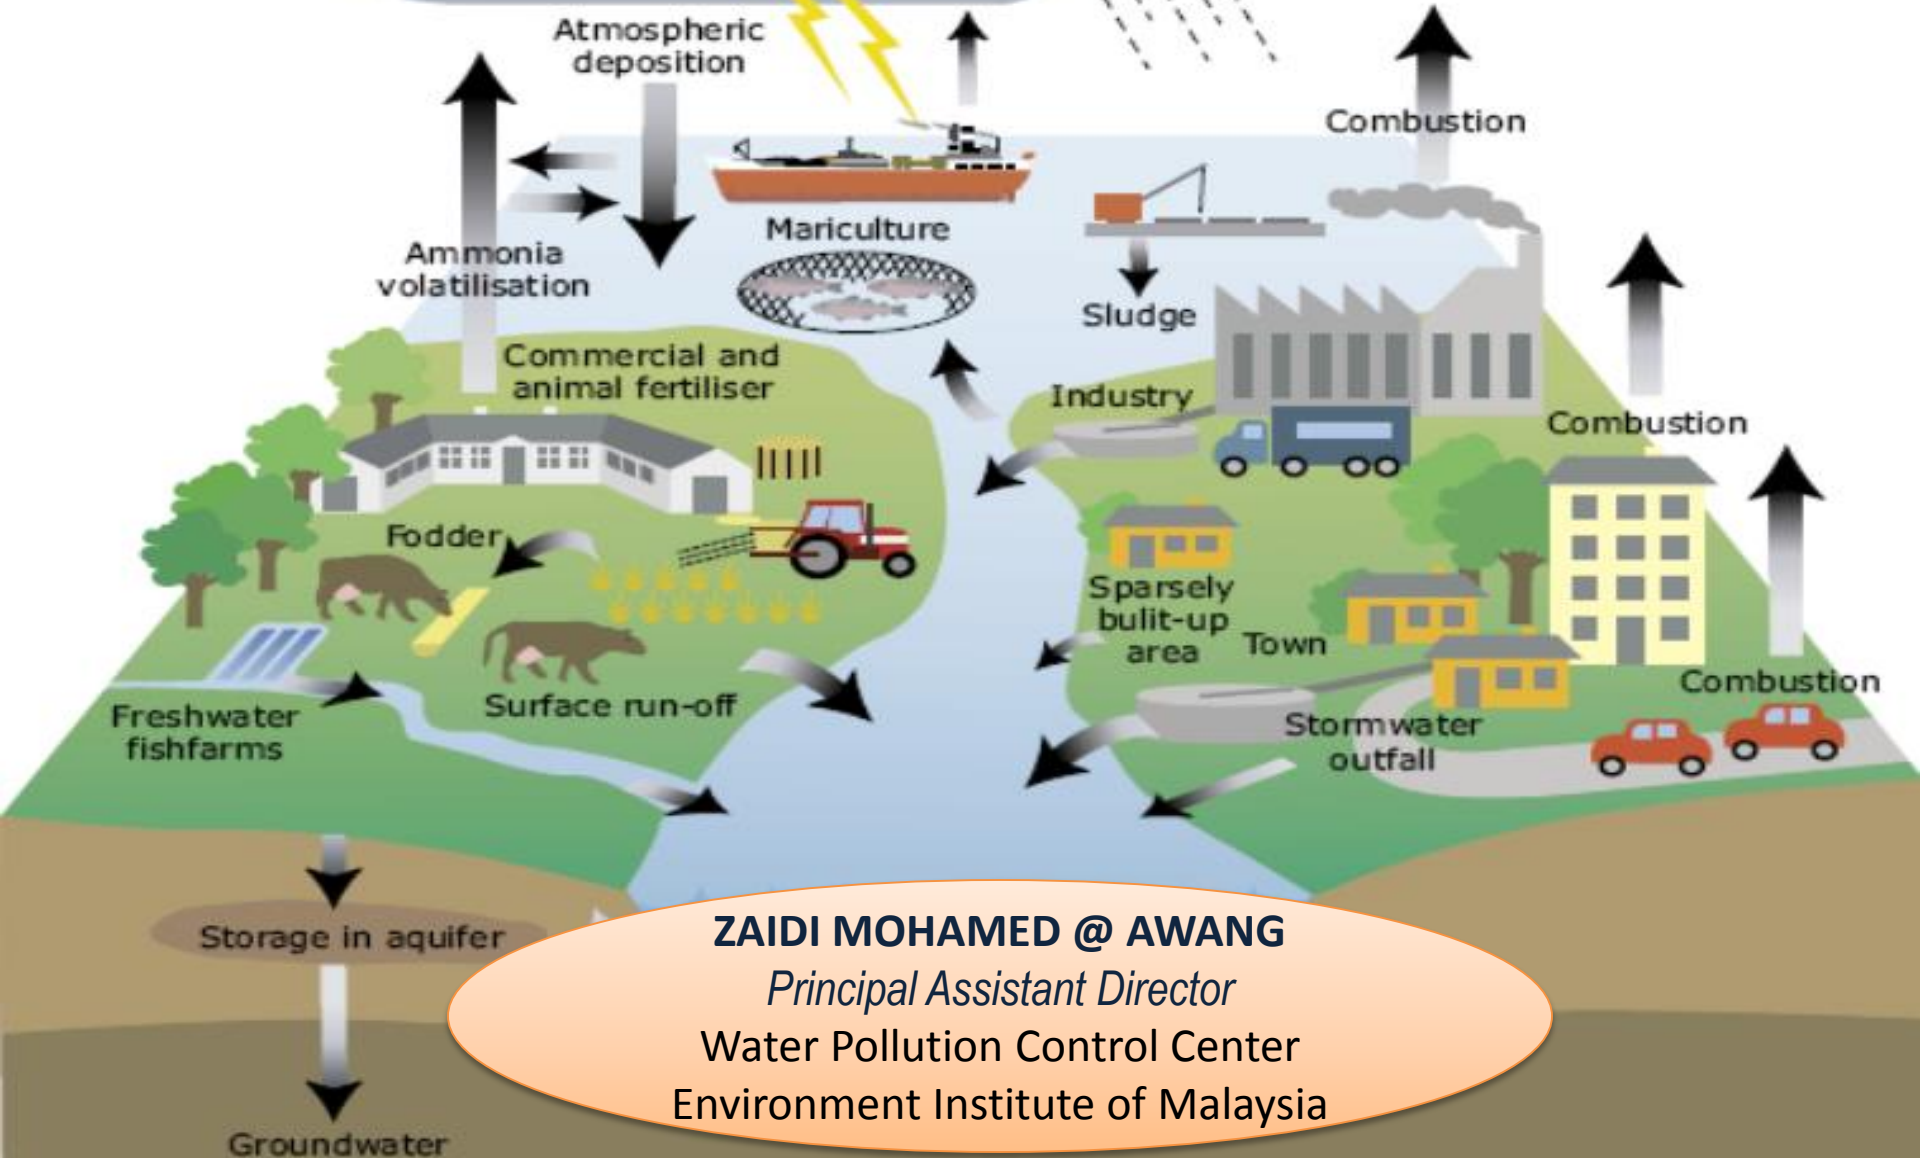 Atmospheric
deposition
Combustion
Mariculture
Ammonia
volatilisation
Sludge
Commercial and
animal fertiliser
Industry
Combustion
Fodder
Sparsely
bulit-up
area
Town
Combustion
Surface run-off
Freshwater
fishfarms
Stormwater
outfall
Storage in aquifer
Groundwater
ZAIDI MOHAMED @ AWANG
Principal Assistant Director
Water Pollution Control Center
Environment Institute of Malaysia